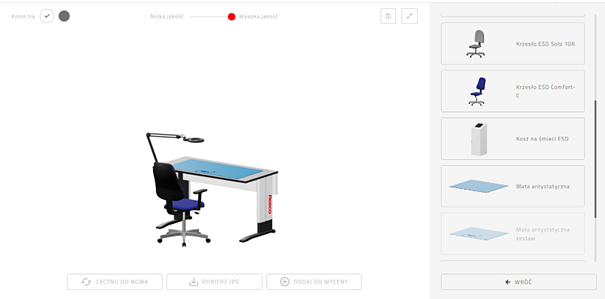 Kolor tła
Niska jakość
Wysoka jakość
Krzesło ESD Solo 10A
Krzesło ESD Comfort-
C
Kosz na śmieci ESD
Mata antystatyczna
Mata antystatyczna
zestaw
Reeco
ZACZNIJ OD NOWA
POBIERZ JPG
DODAJ DO WYCENY
WRÓĆ